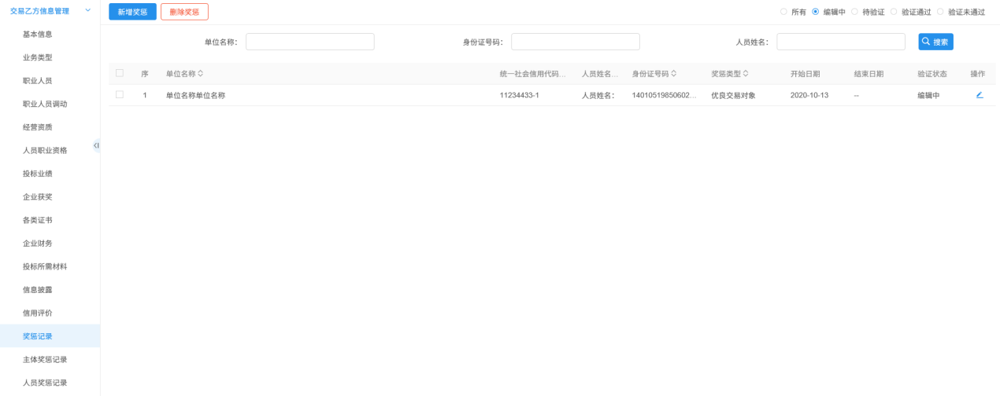 交易乙方信息管理
新增奖惩 删除奖惩 所有 编辑中 待验证 验证通过 验证未通过
基本信息
单位名称： 身份证号码： 人员姓名： 搜索
业务类型
职业人员
序 单位名称 统一社会信用代码... 人员姓名... 身份证号码 奖惩类型 开始日期 结束日期 验证状态 操作
1 单位名称单位名称 11234433-1 人员姓名： 14010519850602... 优良交易对象 2020-10-13 -- 编辑中
职业人员调动
经营资质
人员职业资格
投标业绩
企业获奖
各类证书
企业财务
投标所需材料
信息披露
信用评价
奖惩记录
主体奖惩记录
人员奖惩记录